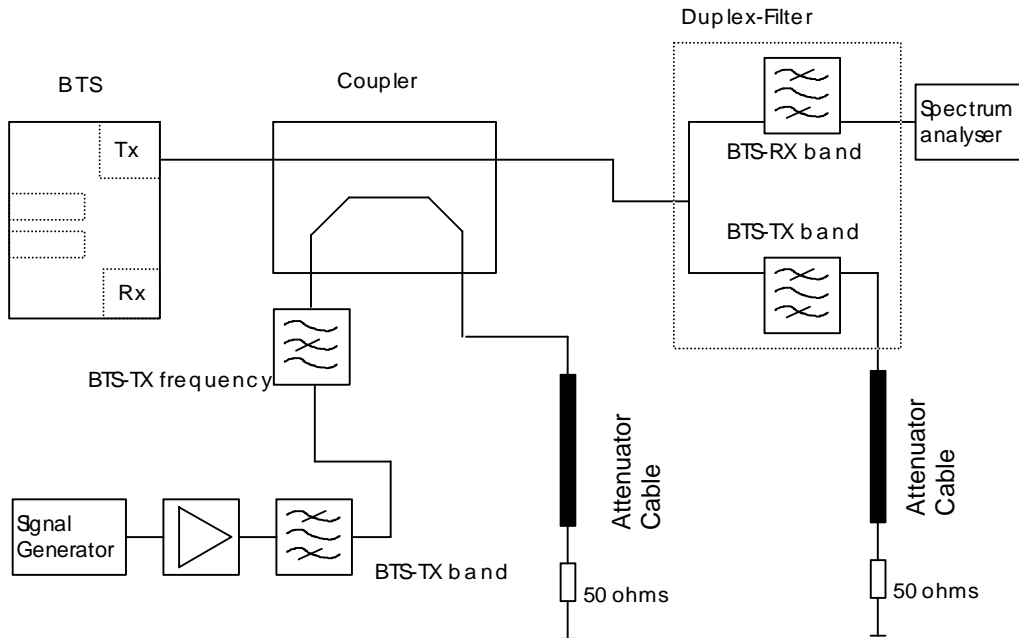 Duplex-Filter
BTS
Coupler
Tx
Spectrum
analyser
BTS-RX band
BTS-TX band
Rx
BTS-TX frequency
Attenuator
Cable
Attenuator
Cable
Signal
Generator
BTS-TX band
50 ohms
50 ohms